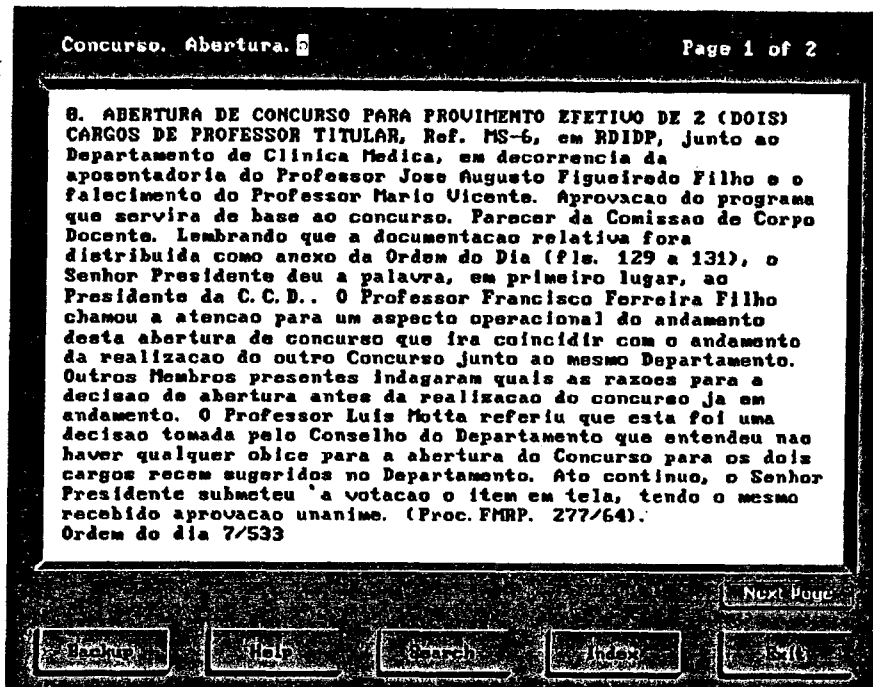 Concurso. Abertura.
Page 1 of 2
8. ABERTURA DE CONCURSO PARA PROVIMENTO EFETIVO DE 2 (DOIS)
CARGOS DE PROFESSOR TITULAR, Ref. MS-6, em RDIDP, junto ao
Departamento de Clinica Medica, em decorrencia da
aposentadoria do Professor Jose Augusto Figueiredo Filho e o
falecimento do Professor Mario Vicente. Aprovacao do programa
que servira de base ao concurso. Parecer da Comissao de Corpo
Docente. Lembrando que a documentacao relativa fora
distribuida como anexo da Ordem do Dia (fls. 129 a 131), o
Senhor Presidente deu a palavra, em primeiro lugar, ao
Presidente da C.C.D.. O Professor Francisco Ferreira Filho
chamou a atencao para um aspecto operacional do andamento
desta abertura de concurso que ira coincidir com o andamento
da realizacao do outro Concurso junto ao mesmo Departamento.
Outros Membros presentes indagaram quais as razoes para a
decisao de abertura antes da realisacao do concurso ja em
andamento. O Professor Luis Motta referiu que esta foi uma
decisao tomada pelo Conselho do Departamento que entendeu nao
haver qualquer obice para a abertura do Concurso para os dois
cargos recem sugeridos no Departamento. Ato continuo, o Senhor
Presidente submeteu `a votacao o item em tela, tendo o mesmo
recebido aprovacao unanime. (Proc. FMRP. 277/64).
Ordem do dia 7/533
Next Page
Backup
Help
Search
Index
Exit